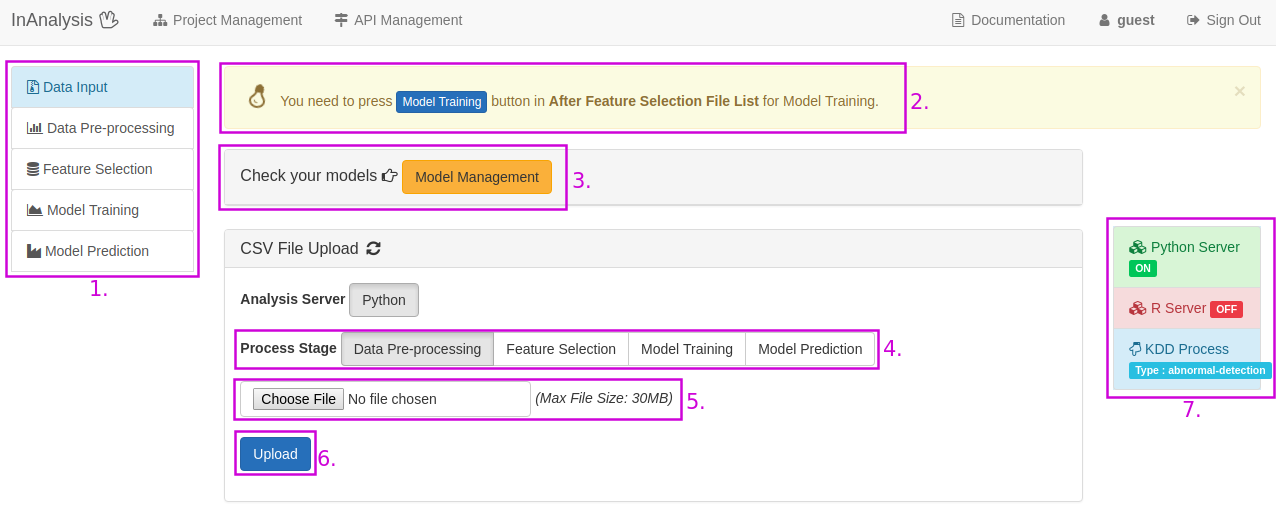 InAnalysis Project Management API Management Documentation guest Sign Out
Data Input
Data Pre-processing
Feature Selection
Model Training
Model Prediction
1.
You need to press Model Training button in After Feature Selection File List for Model Training. ×
2.
Check your models Model Management
3.
CSV File Upload
Analysis Server Python
Process Stage Data Pre-processing Feature Selection Model Training Model Prediction
4.
Choose File No file chosen (Max File Size: 30MB)
5.
Upload
6.
Python Server
ON
R Server OFF
KDD Process
Type : abnormal-detection
7.